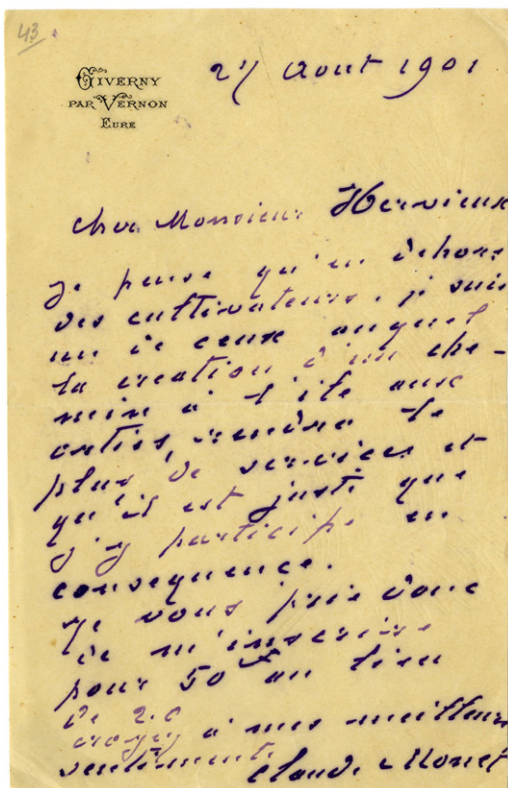 43
GIVERNY
PAR VERNON
EURE
27 Aout 1901
cher Monsieur Hervieux
Je pense qu'en dehors
des cultivateurs, je suis
un de ceux auquel
la création d'un che-
min à l'ile aux
orties, rendra le
plus de services et
qu'il est juste que
j'y participe en
conséquence.
Je vous prie donc
de m'inscrire
pour 50 F au lieu
de 20
croyez à mes meilleurs
sentiments
Claude Monet